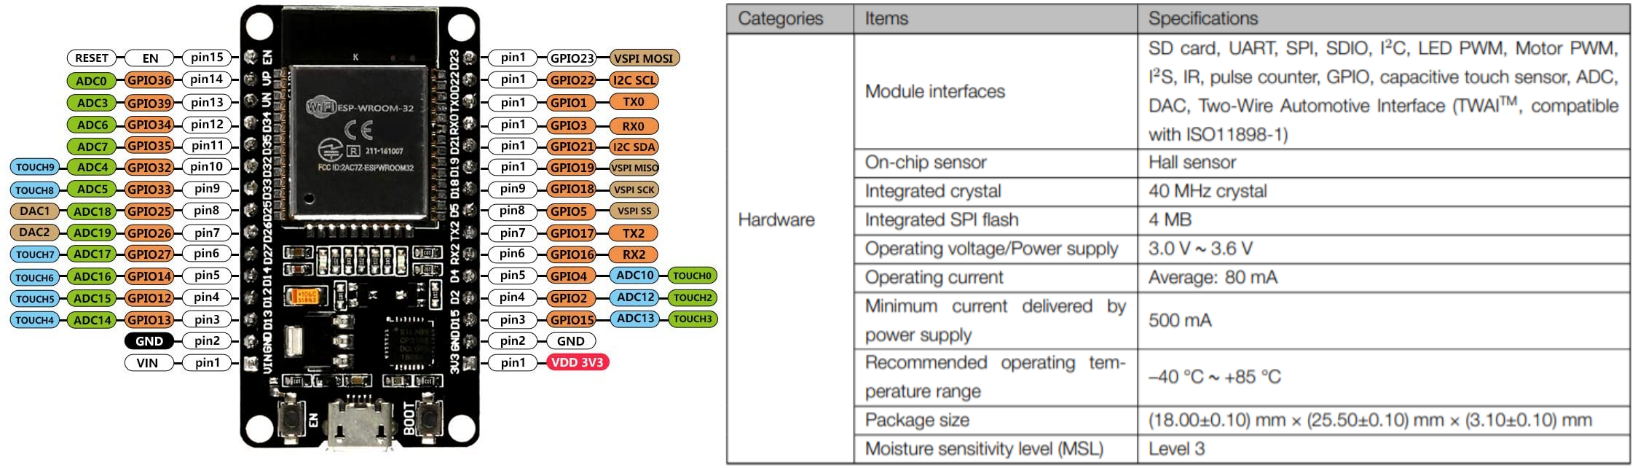 RESET EN pin15 EN
ADC0 GPIO36 pin14 UP
ADC3 GPIO39 pin13 UN
ADC6 GPIO34 pin12 D34
ADC7 GPIO35 pin11 D35
TOUCH9 ADC4 GPIO32 pin10 D32
TOUCH8 ADC5 GPIO33 pin9 D33
DAC1 ADC18 GPIO25 pin8 D25
DAC2 ADC19 GPIO26 pin7 D26
TOUCH7 ADC17 GPIO27 pin6 D27
TOUCH6 ADC16 GPIO14 pin5 D14
TOUCH5 ADC15 GPIO12 pin4 D12
TOUCH4 ADC14 GPIO13 pin3 D13
GND pin2 GND
VIN pin1 VIN
K
WiFi ESP-WROOM-32
CE
R 211-161007
FCC ID:2AC7Z-ESPWROOM32
EN
BOOT
D23 pin1 GPIO23 VSPI MOSI
D22 pin1 GPIO22 I2C SCL
TX0 pin1 GPIO1 TX0
RX0 pin1 GPIO3 RX0
D21 pin1 GPIO21 I2C SDA
D19 pin1 GPIO19 VSPI MISO
D18 pin9 GPIO18 VSPI SCK
D5 pin8 GPIO5 VSPI SS
TX2 pin7 GPIO17 TX2
RX2 pin6 GPIO16 RX2
D4 pin5 GPIO4 ADC10 TOUCH0
D2 pin4 GPIO2 ADC12 TOUCH2
D15 pin3 GPIO15 ADC13 TOUCH3
GND pin2 GND
3V3 pin1 VDD 3V3
Categories Items Specifications
Hardware
Module interfaces
SD card, UART, SPI, SDIO, I²C, LED PWM, Motor PWM,
I²S, IR, pulse counter, GPIO, capacitive touch sensor, ADC,
DAC, Two-Wire Automotive Interface (TWAI™, compatible
with ISO11898-1)
On-chip sensor Hall sensor
Integrated crystal 40 MHz crystal
Integrated SPI flash 4 MB
Operating voltage/Power supply 3.0 V ~ 3.6 V
Operating current Average: 80 mA
Minimum current delivered by
power supply
500 mA
Recommended operating tem-
perature range
–40 °C ~ +85 °C
Package size (18.00±0.10) mm × (25.50±0.10) mm × (3.10±0.10) mm
Moisture sensitivity level (MSL) Level 3